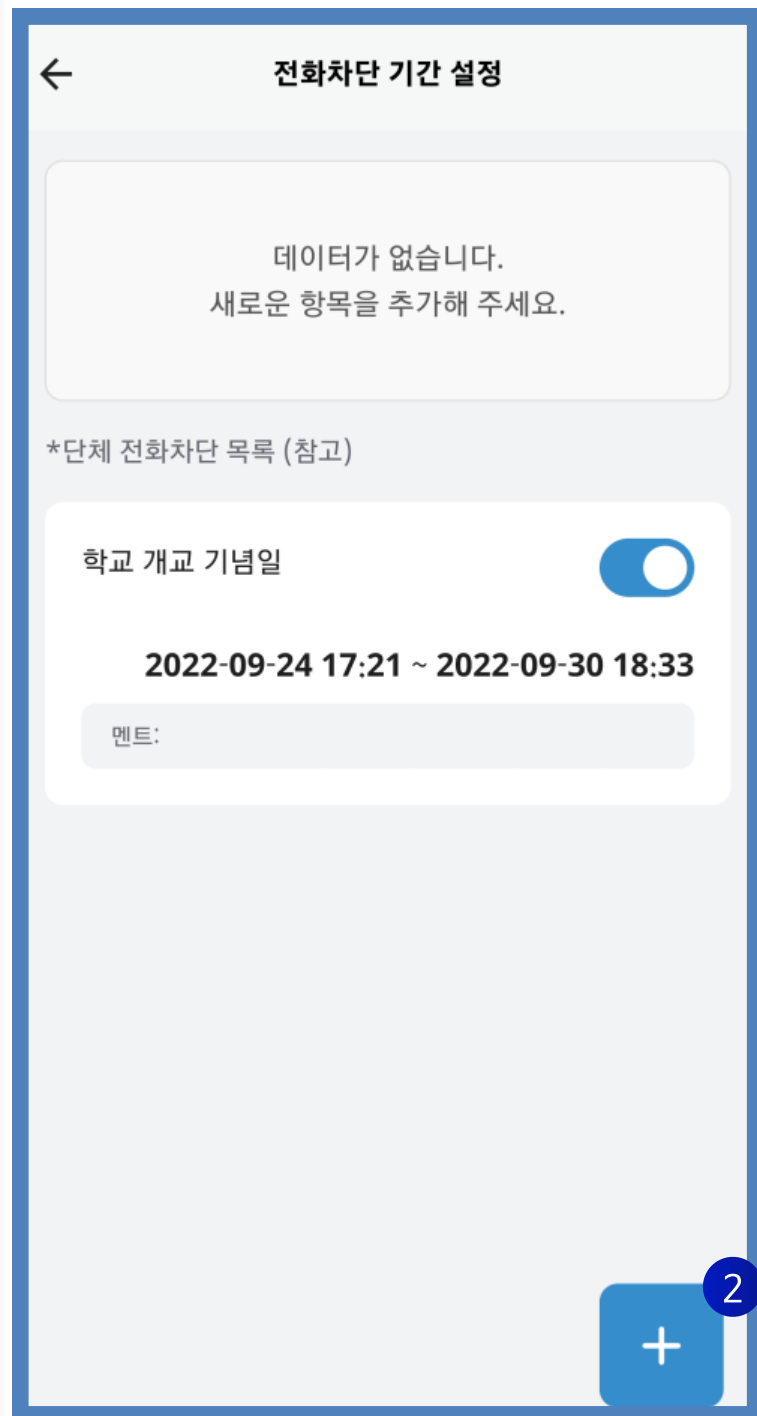 전화차단 기간 설정
데이터가 없습니다.
새로운 항목을 추가해 주세요.
*단체 전화차단 목록 (참고)
학교 개교 기념일
2022-09-24 17:21 ~ 2022-09-30 18:33
멘트:
2